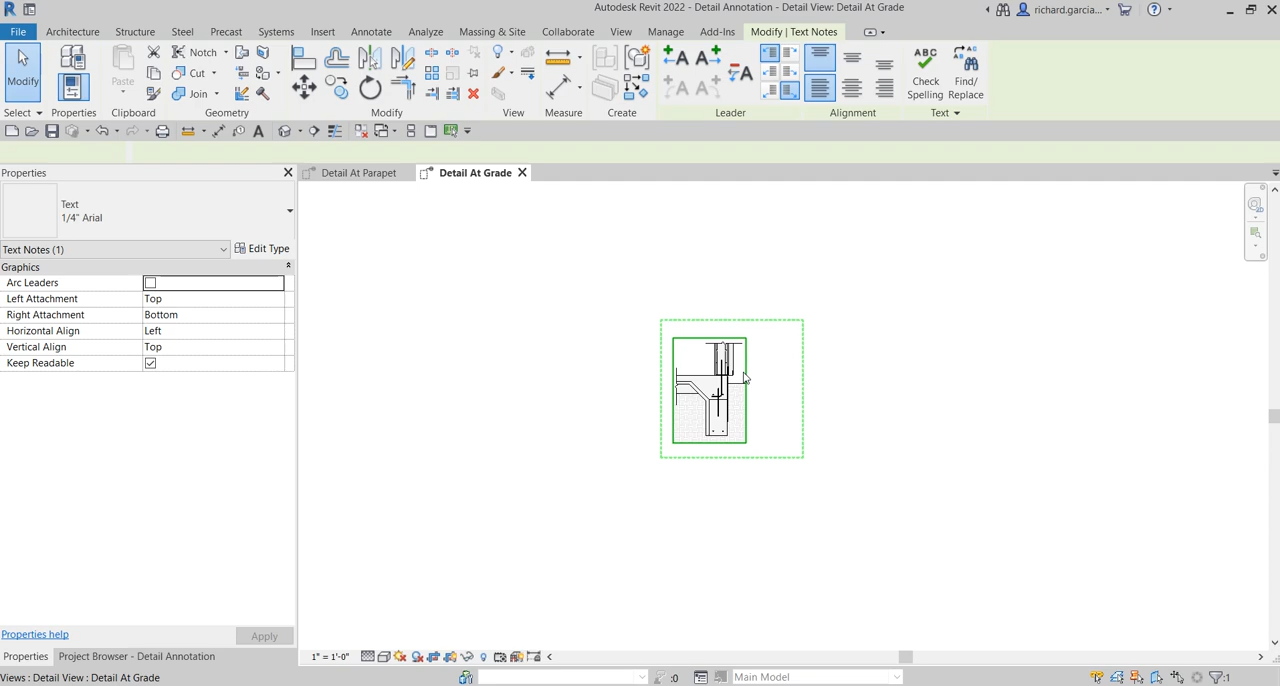 Autodesk Revit 2022 - Detail Annotation - Detail View: Detail At Grade
richard.garcia...
File Architecture Structure Steel Precast Systems Insert Annotate Analyze Massing & Site Collaborate View Manage Add-Ins Modify | Text Notes
Modify
Paste
Notch
Cut
Join
ABC
Check
Spelling
Find/
Replace
Select Properties Clipboard Geometry Modify View Measure Create Leader Alignment Text
Properties
Detail At Parapet
Detail At Grade
Text
1/4" Arial
Text Notes (1)
Edit Type
Graphics
Arc Leaders
Left Attachment Top
Right Attachment Bottom
Horizontal Align Left
Vertical Align Top
Keep Readable
Properties help
Apply
Properties Project Browser - Detail Annotation
1" = 1'-0"
Views : Detail View : Detail At Grade
:0
Main Model
:1